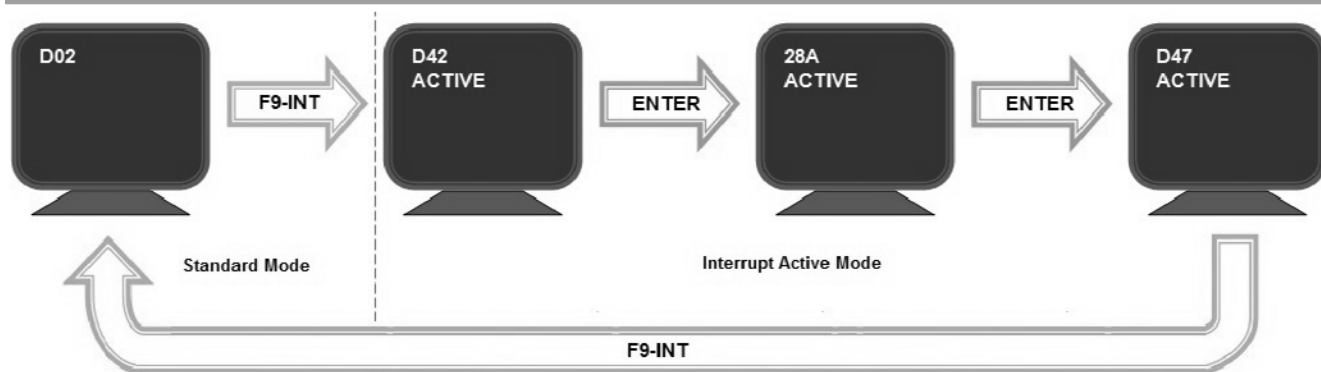 D02
F9-INT
D42
ACTIVE
ENTER
28A
ACTIVE
ENTER
D47
ACTIVE
Standard Mode
Interrupt Active Mode
F9-INT